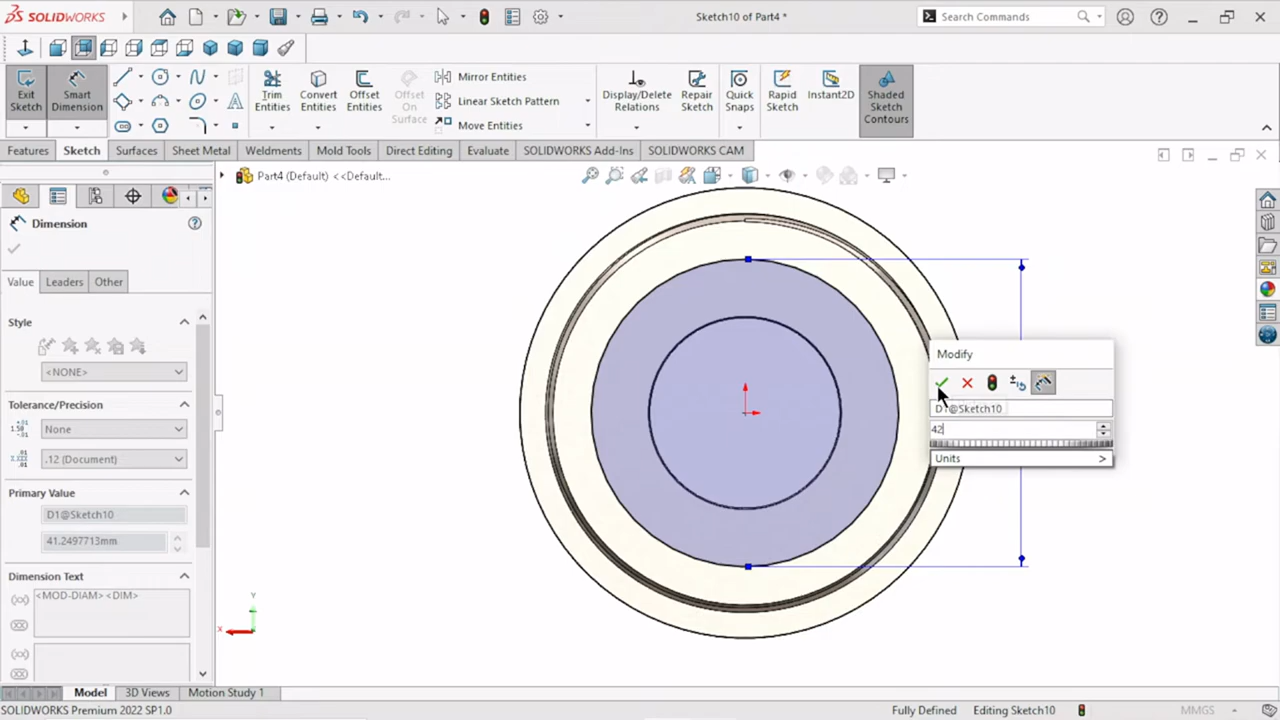 SOLIDWORKS
Sketch10 of Part4 *
Search Commands
Exit Sketch
Smart Dimension
Trim Entities
Convert Entities
Offset Entities
Offset On Surface
Mirror Entities
Linear Sketch Pattern
Move Entities
Display/Delete Relations
Repair Sketch
Quick Snaps
Rapid Sketch
Instant2D
Shaded Sketch Contours
Features
Sketch
Surfaces
Sheet Metal
Weldments
Mold Tools
Direct Editing
Evaluate
SOLIDWORKS Add-Ins
SOLIDWORKS CAM
Part4 (Default) <<Default...
Dimension
Value
Leaders
Other
Style
<NONE>
Tolerance/Precision
None
.12 (Document)
Primary Value
D1@Sketch10
41.2497713mm
Dimension Text
<MOD-DIAM> <DIM>
Modify
D1@Sketch10
42
Units
Y
X
Model
3D Views
Motion Study 1
SOLIDWORKS Premium 2022 SP1.0
Fully Defined
Editing Sketch10
MMGS